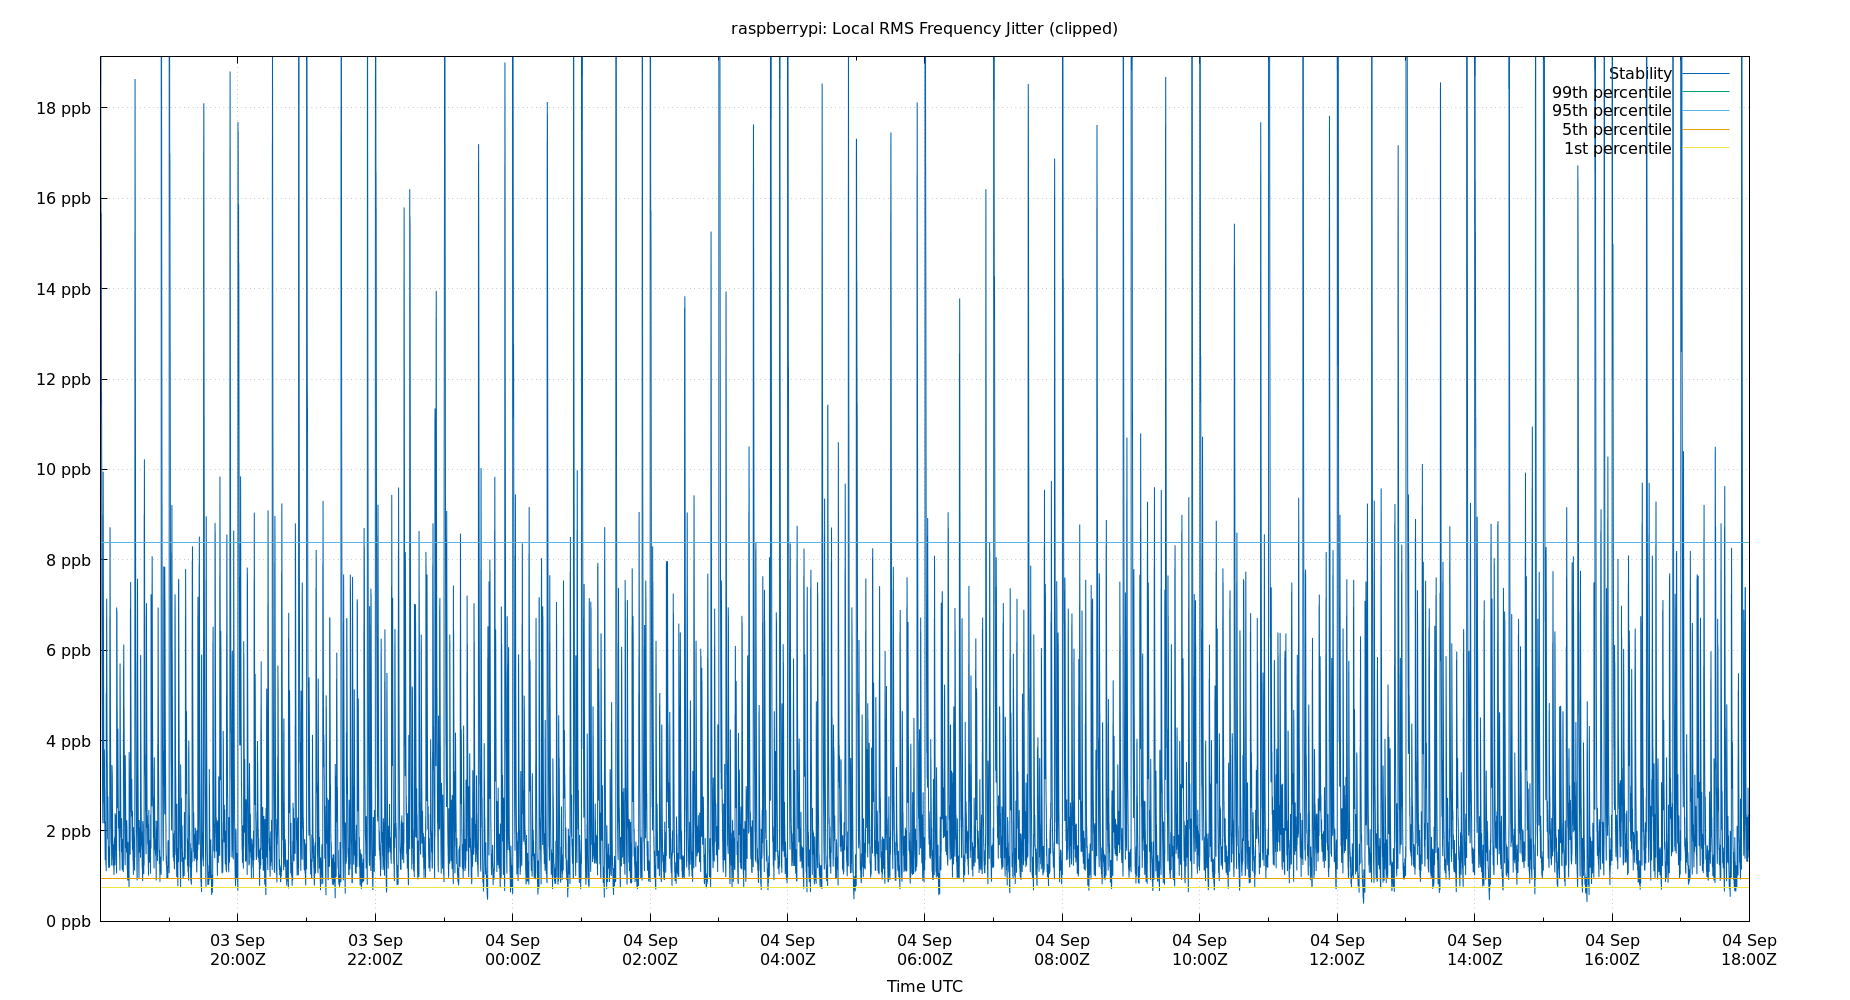 raspberrypi: Local RMS Frequency Jitter (clipped)
Stability
99th percentile
95th percentile
5th percentile
1st percentile
18 ppb
16 ppb
14 ppb
12 ppb
10 ppb
8 ppb
6 ppb
4 ppb
2 ppb
0 ppb
03 Sep 03 Sep 04 Sep 04 Sep 04 Sep 04 Sep 04 Sep 04 Sep 04 Sep 04 Sep 04 Sep 04 Sep
20:00Z 22:00Z 00:00Z 02:00Z 04:00Z 06:00Z 08:00Z 10:00Z 12:00Z 14:00Z 16:00Z 18:00Z
Time UTC